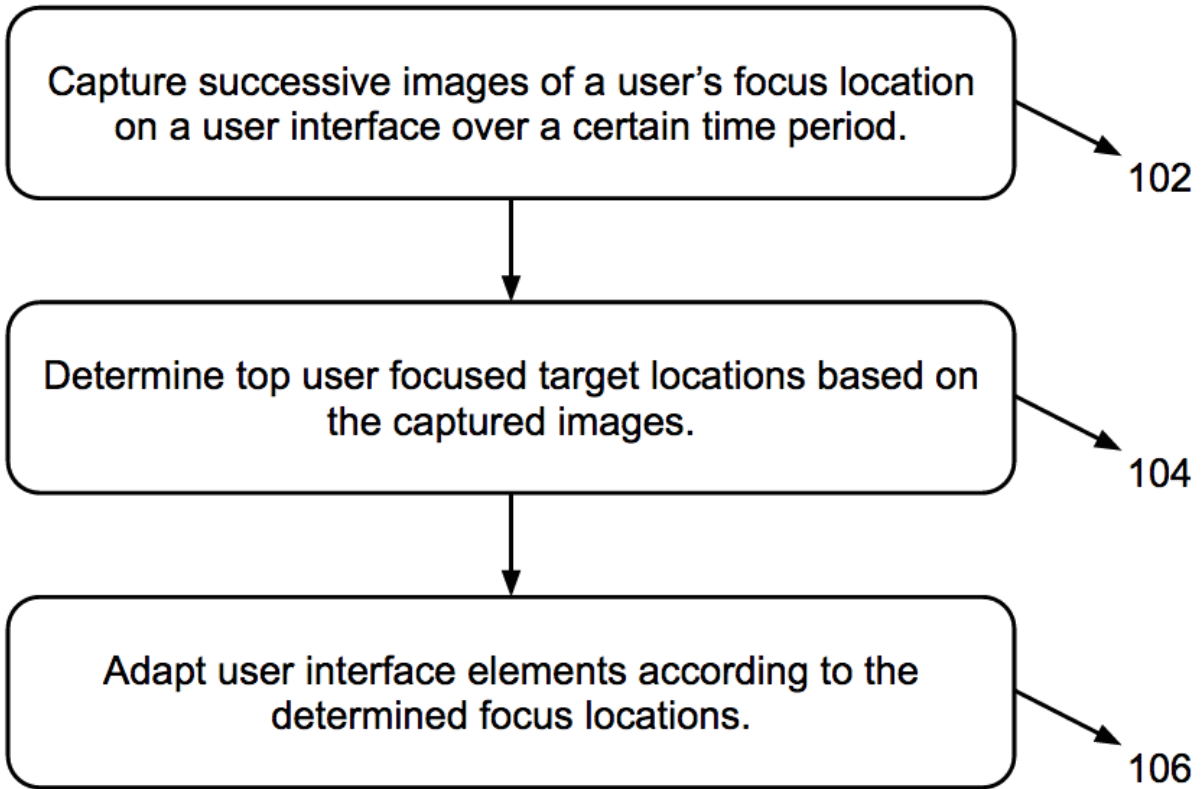 Capture successive images of a user’s focus location
on a user interface over a certain time period.
102
Determine top user focused target locations based on
the captured images.
104
Adapt user interface elements according to the
determined focus locations.
106